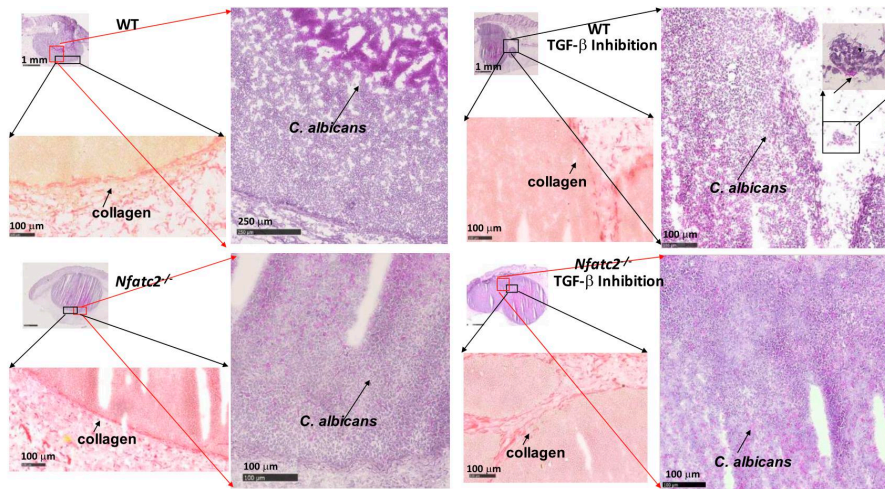 WT
1 mm
C. albicans
collagen
100 μm
250 μm
WT
TGF-β Inhibition
1 mm
C. albicans
collagen
100 μm
100 μm
Nfatc2-/-
C. albicans
collagen
100 μm
100 μm
Nfatc2-/-
TGF-β Inhibition
collagen
C. albicans
100 μm
100 μm